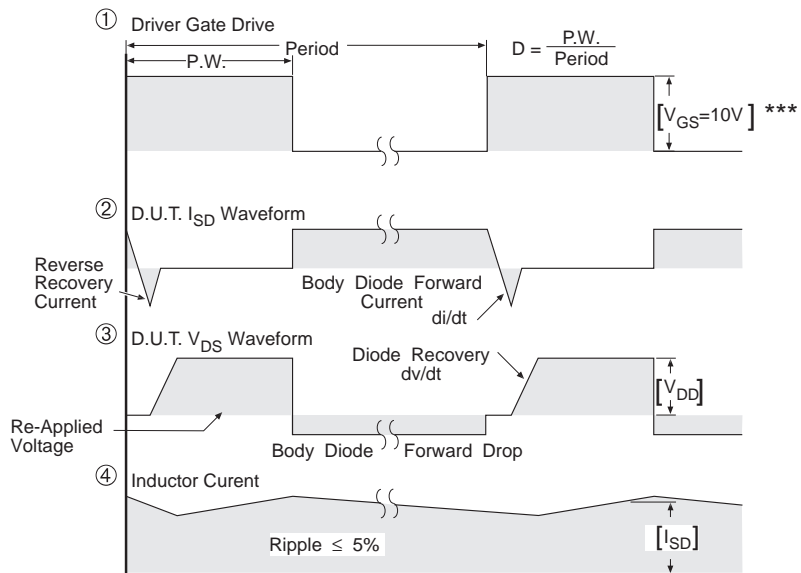 ① Driver Gate Drive
Period
P.W.
D = P.W. / Period
[VGS=10V] ***
② D.U.T. ISD Waveform
Reverse
Recovery
Current
Body Diode Forward
Current
di/dt
③ D.U.T. VDS Waveform
Diode Recovery
dv/dt
[VDD]
Re-Applied
Voltage
Body Diode Forward Drop
④ Inductor Curent
Ripple ≤ 5%
[ISD]